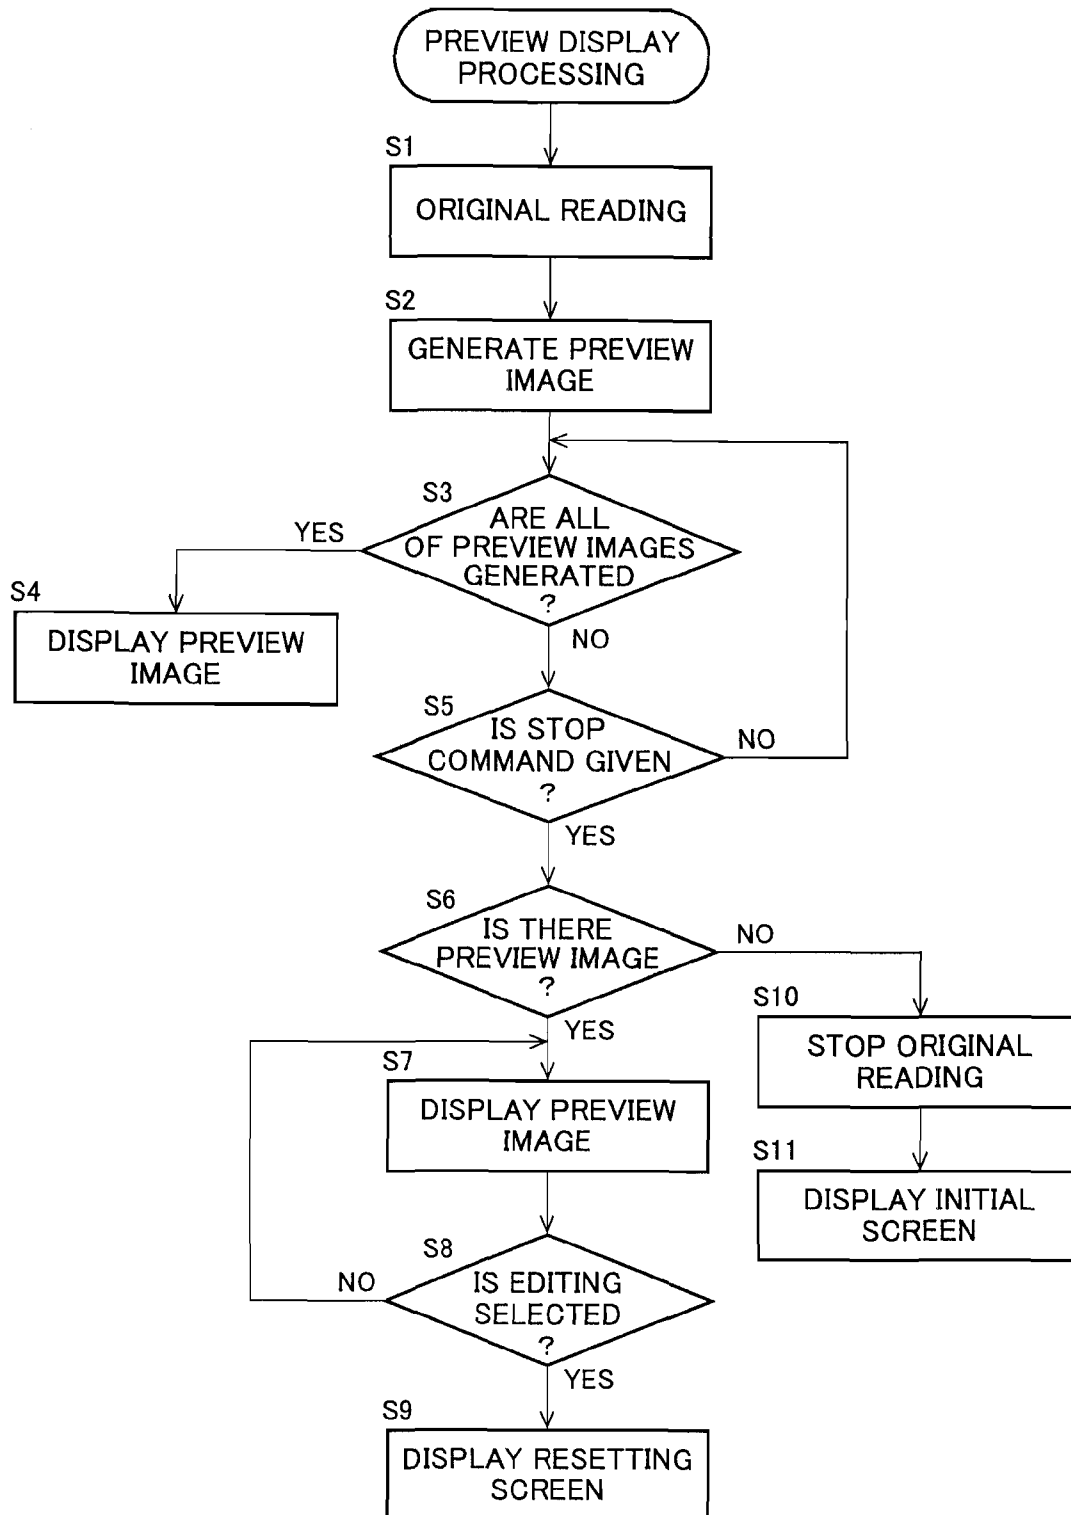 PREVIEW DISPLAY
PROCESSING
S1
ORIGINAL READING
S2
GENERATE PREVIEW
IMAGE
S3
ARE ALL
OF PREVIEW IMAGES
GENERATED
?
YES
NO
S4
DISPLAY PREVIEW
IMAGE
S5
IS STOP
COMMAND GIVEN
?
NO
YES
S6
IS THERE
PREVIEW IMAGE
?
NO
YES
S10
STOP ORIGINAL
READING
S7
DISPLAY PREVIEW
IMAGE
S11
DISPLAY INITIAL
SCREEN
S8
IS EDITING
SELECTED
?
NO
YES
S9
DISPLAY RESETTING
SCREEN